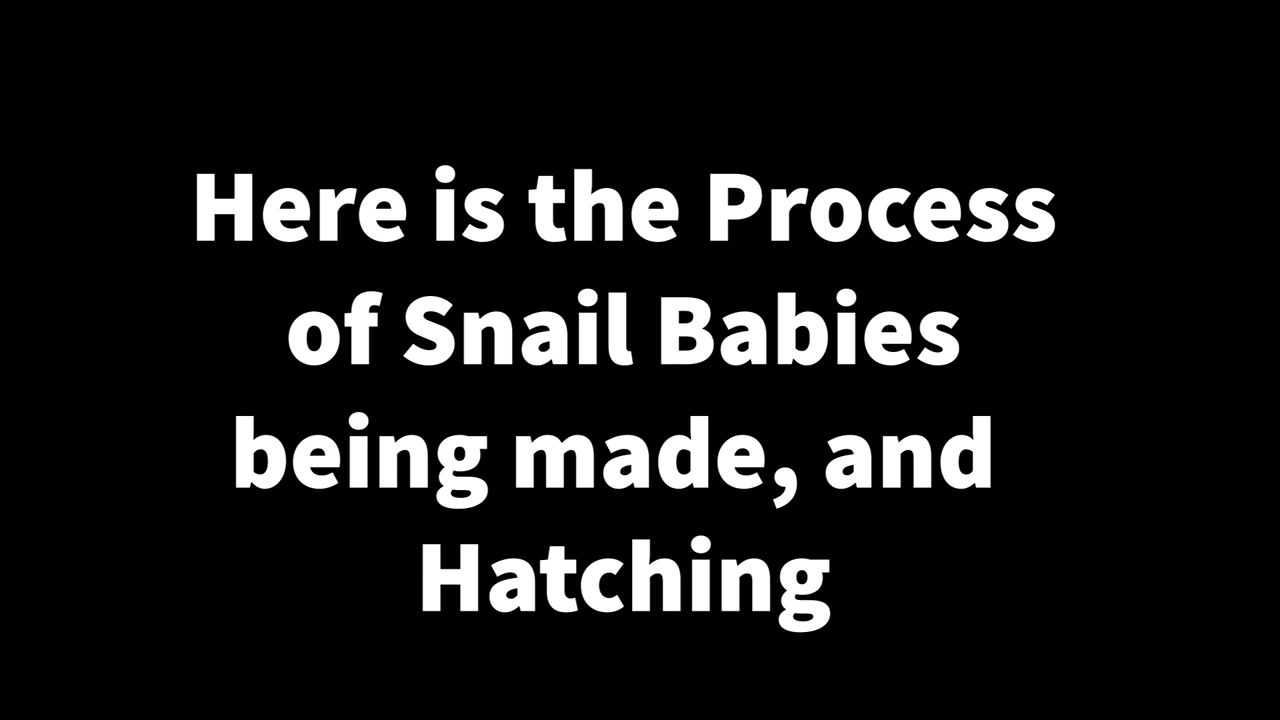 Here is the Process
of Snail Babies
being made, and
Hatching